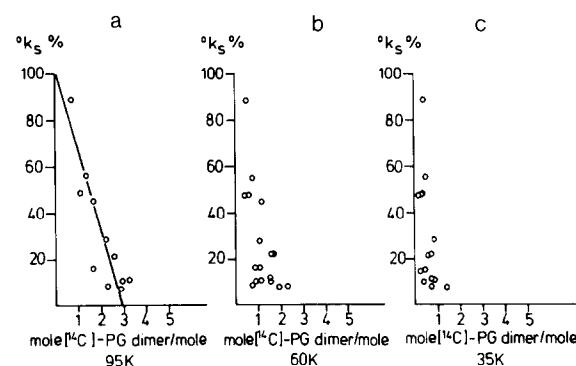 a b c
°ks % °ks % °ks %
100 100 100
80 80 80
60 60 60
40 40 40
20 20 20
1 2 3 4 5 1 2 3 4 5 1 2 3 4 5
mole[¹⁴C]-PG dimer/mole mole[¹⁴C]-PG dimer/mole mole[¹⁴C]-PG dimer/mole
95K 60K 35K